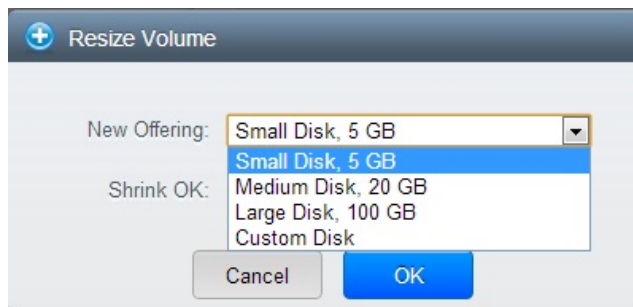 Resize Volume
New Offering: Small Disk, 5 GB
Small Disk, 5 GB
Shrink OK: Medium Disk, 20 GB
Large Disk, 100 GB
Custom Disk
Cancel OK